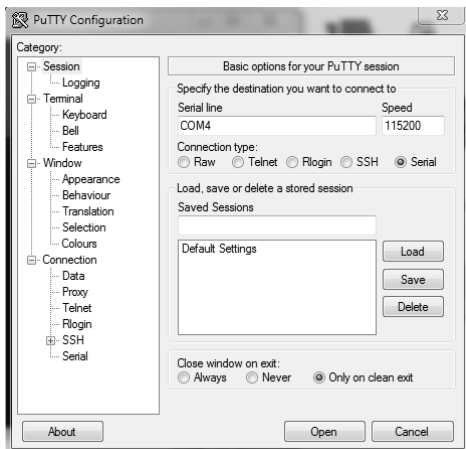 PuTTY Configuration
Category:
Session
Logging
Terminal
Keyboard
Bell
Features
Window
Appearance
Behaviour
Translation
Selection
Colours
Connection
Data
Proxy
Telnet
Rlogin
SSH
Serial
Basic options for your PuTTY session
Specify the destination you want to connect to
Serial line Speed
COM4 115200
Connection type:
Raw Telnet Rlogin SSH Serial
Load, save or delete a stored session
Saved Sessions
Default Settings
Load
Save
Delete
Close window on exit:
Always Never Only on clean exit
About Open Cancel